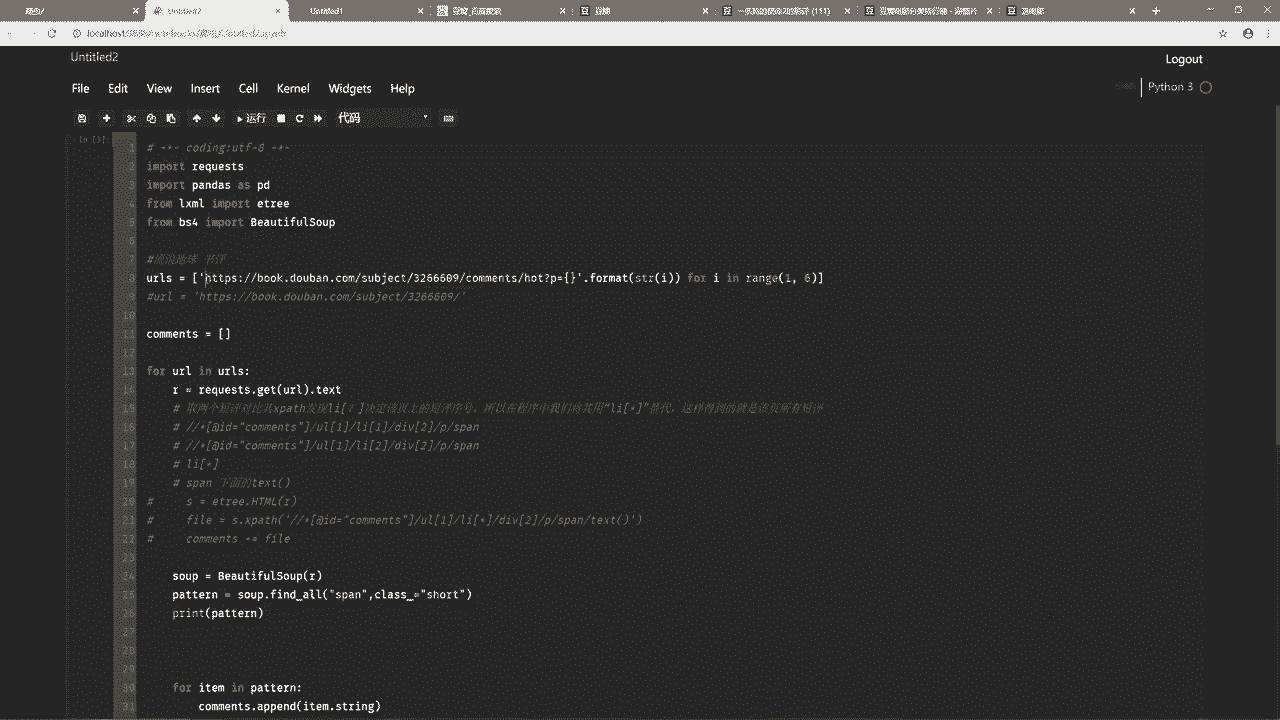 Untitled2
Untitled1
豆瓣
Untitled2
Logout
File Edit View Insert Cell Kernel Widgets Help
Python 3
运行
代码
1 # -*- coding:utf-8 -*-
2 import requests
3 import pandas as pd
4 from lxml import etree
5 from bs4 import BeautifulSoup
6
7 #流浪地球 书评
8 urls = ['https://book.douban.com/subject/3266609/comments/hot?p={}'.format(str(i)) for i in range(1, 6)]
9 #url = 'https://book.douban.com/subject/3266609/'
10
11 comments = []
12
13 for url in urls:
14 r = requests.get(url).text
15 # 取两个短评对比其xpath发现li[?]决定该页上的短评序号，所以在程序中我们将其用“li[*]”替代，这样得到的就是该页所有短评
16 # //*[@id="comments"]/ul[1]/li[1]/div[2]/p/span
17 # //*[@id="comments"]/ul[1]/li[2]/div[2]/p/span
18 # li[*]
19 # span 下面的text()
20 # s = etree.HTML(r)
21 # file = s.xpath('//*[@id="comments"]/ul[1]/li[*]/div[2]/p/span/text()')
22 # comments += file
23
24 soup = BeautifulSoup(r)
25 pattern = soup.find_all("span",class_="short")
26 print(pattern)
27
28
29
30 for item in pattern:
31 comments.append(item.string)